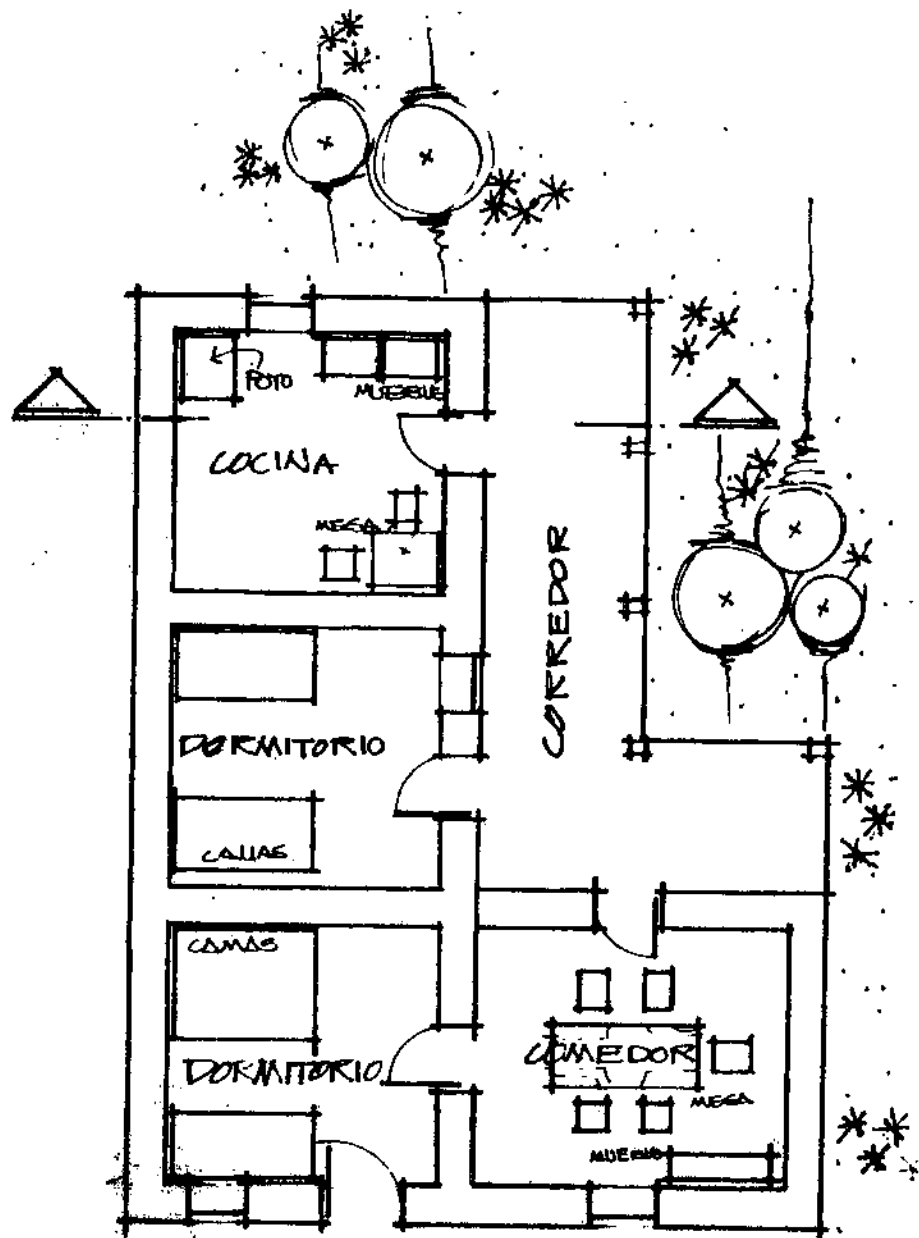 POYO
MUEBLE
COCINA
MESA
CORREDOR
DORMITORIO
CAMAS
CAMAS
DORMITORIO
COMEDOR
MESA
MUEBLE